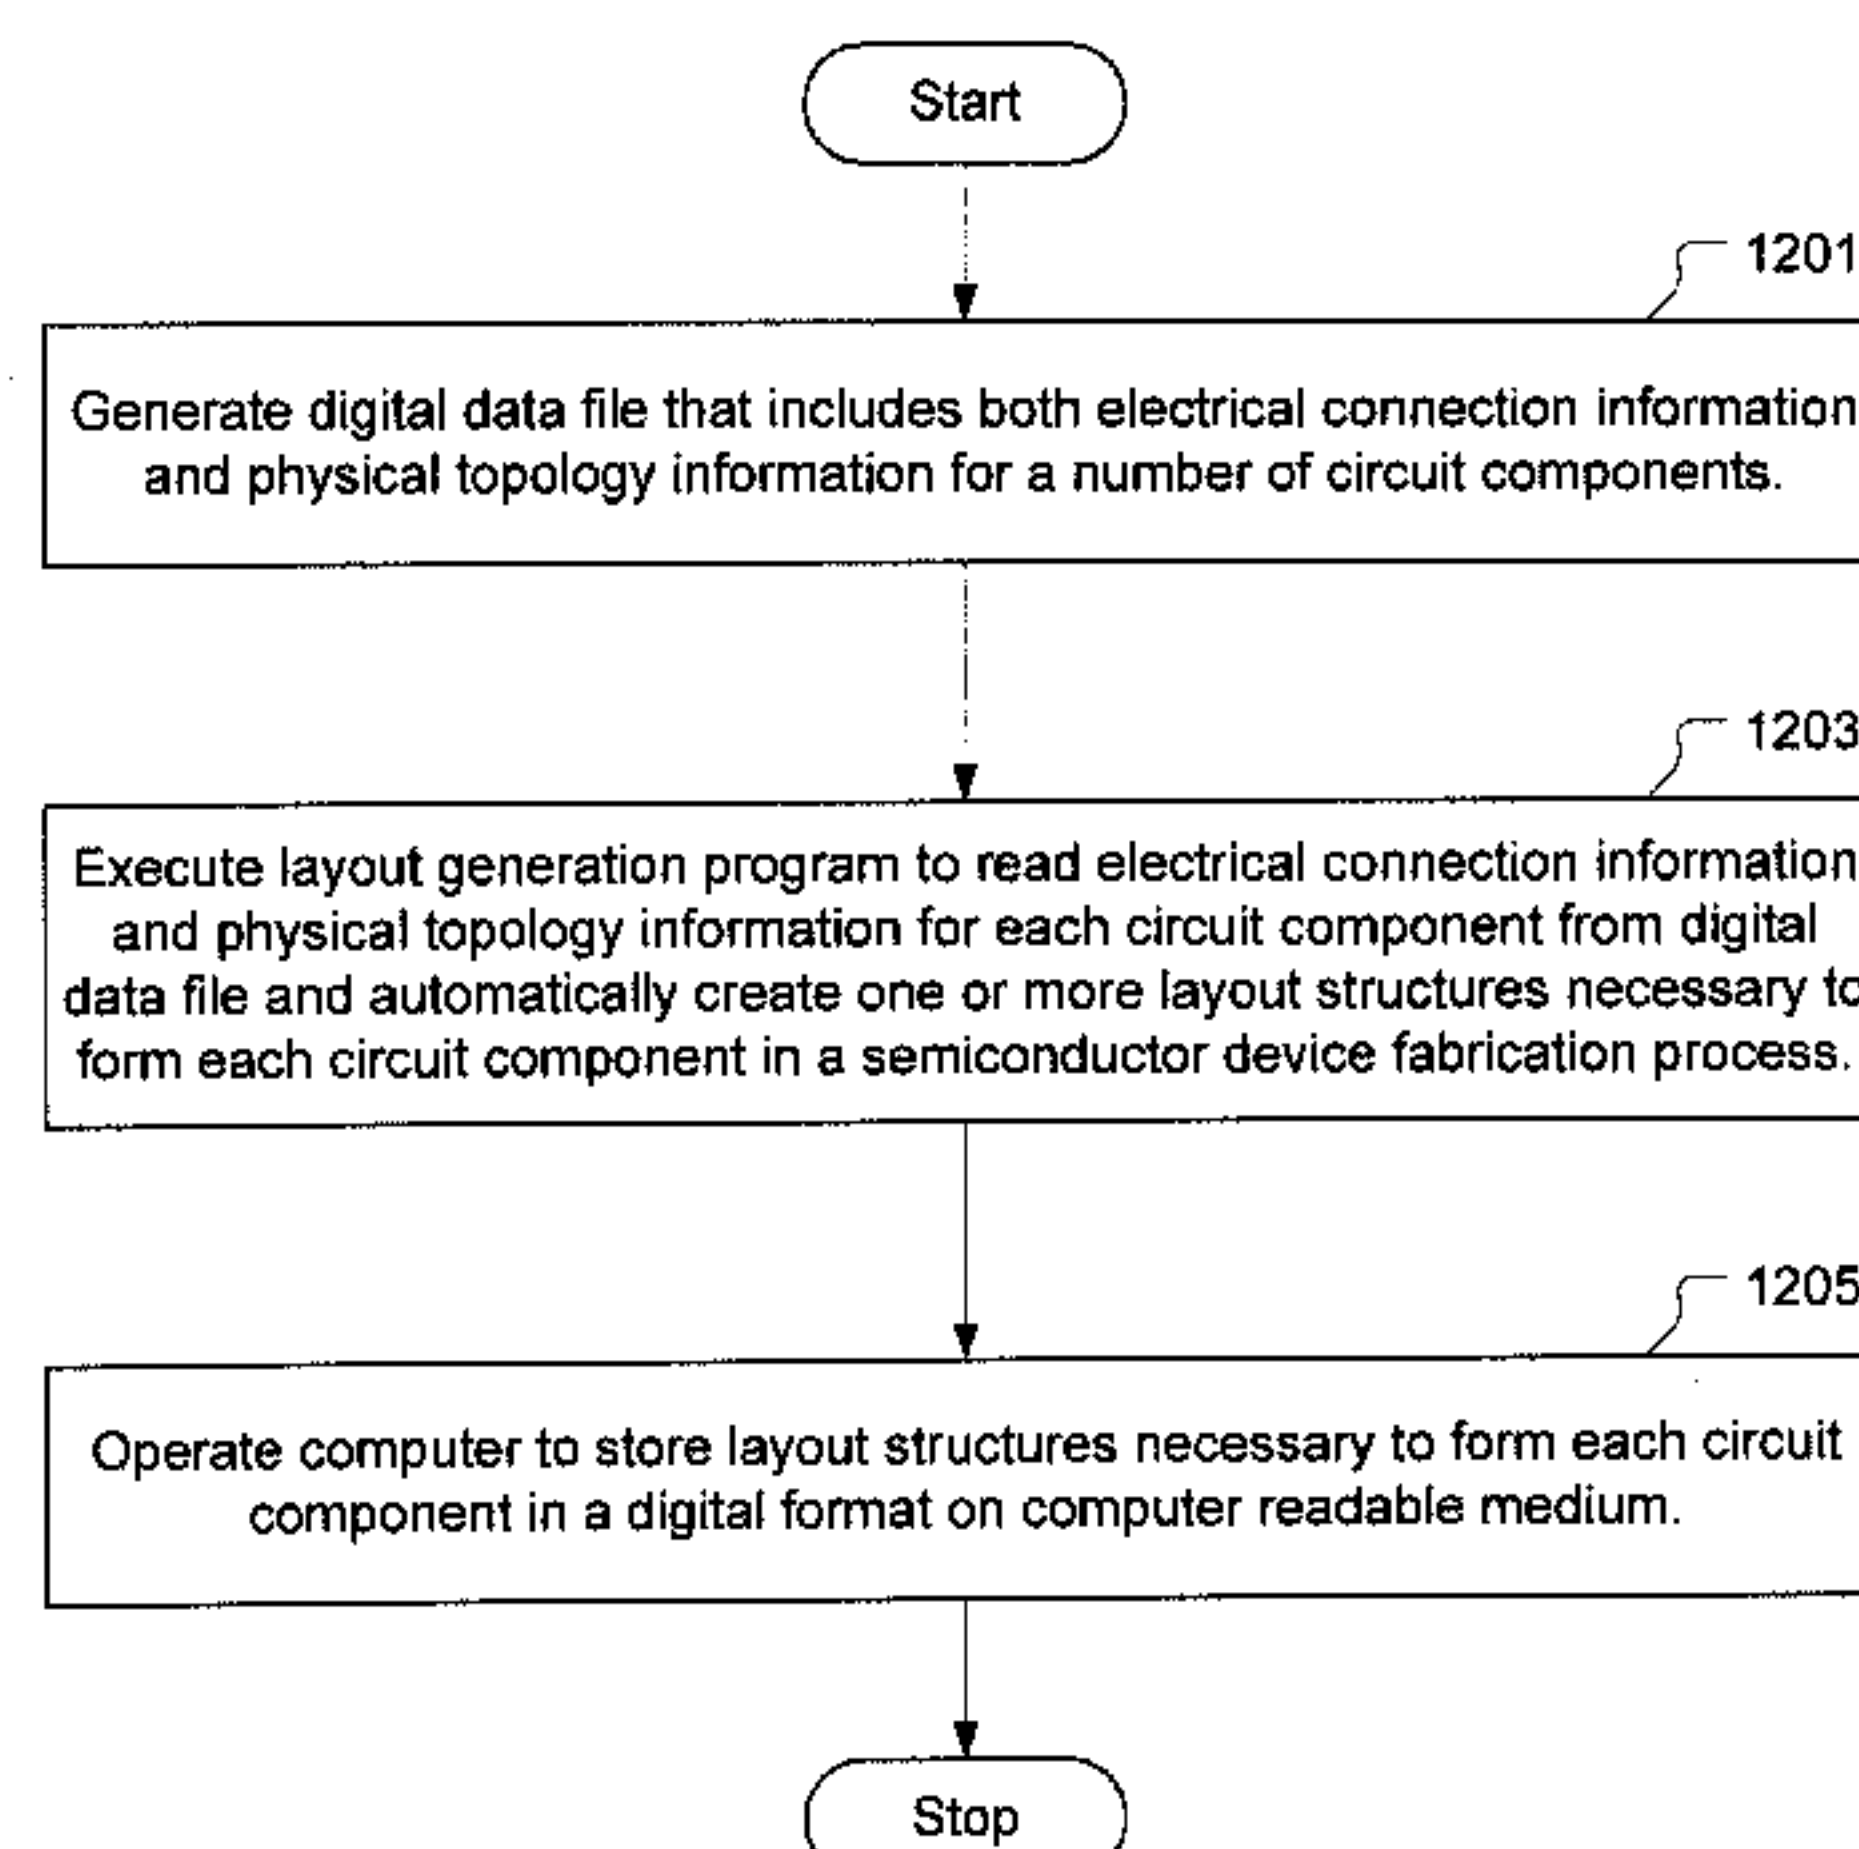 Start
1201
Generate digital data file that includes both electrical connection information
and physical topology information for a number of circuit components.
1203
Execute layout generation program to read electrical connection information
and physical topology information for each circuit component from digital
data file and automatically create one or more layout structures necessary to
form each circuit component in a semiconductor device fabrication process.
1205
Operate computer to store layout structures necessary to form each circuit
component in a digital format on computer readable medium.
Stop